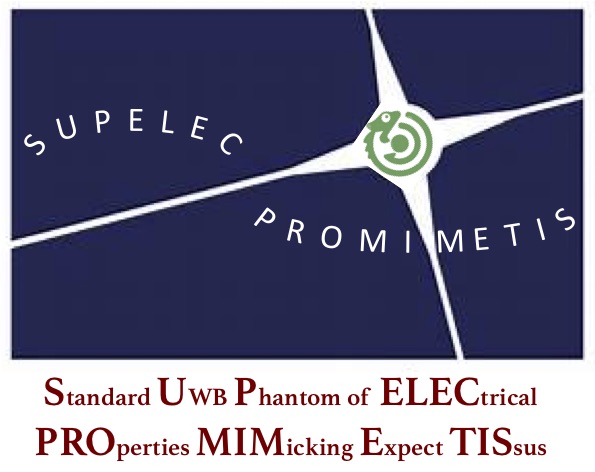 SUPELEC
PROMIMETIS
Standard UWB Phantom of ELECtrical
PROperties MIMicking Expect TISsus